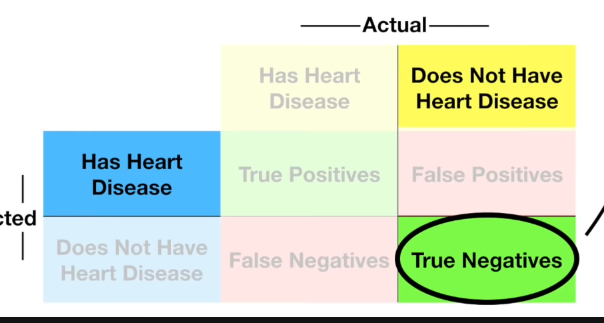 Actual
Has Heart
Disease
Does Not Have
Heart Disease
Has Heart
Disease
True Positives
False Positives
cted
Does Not Have
Heart Disease
False Negatives
True Negatives